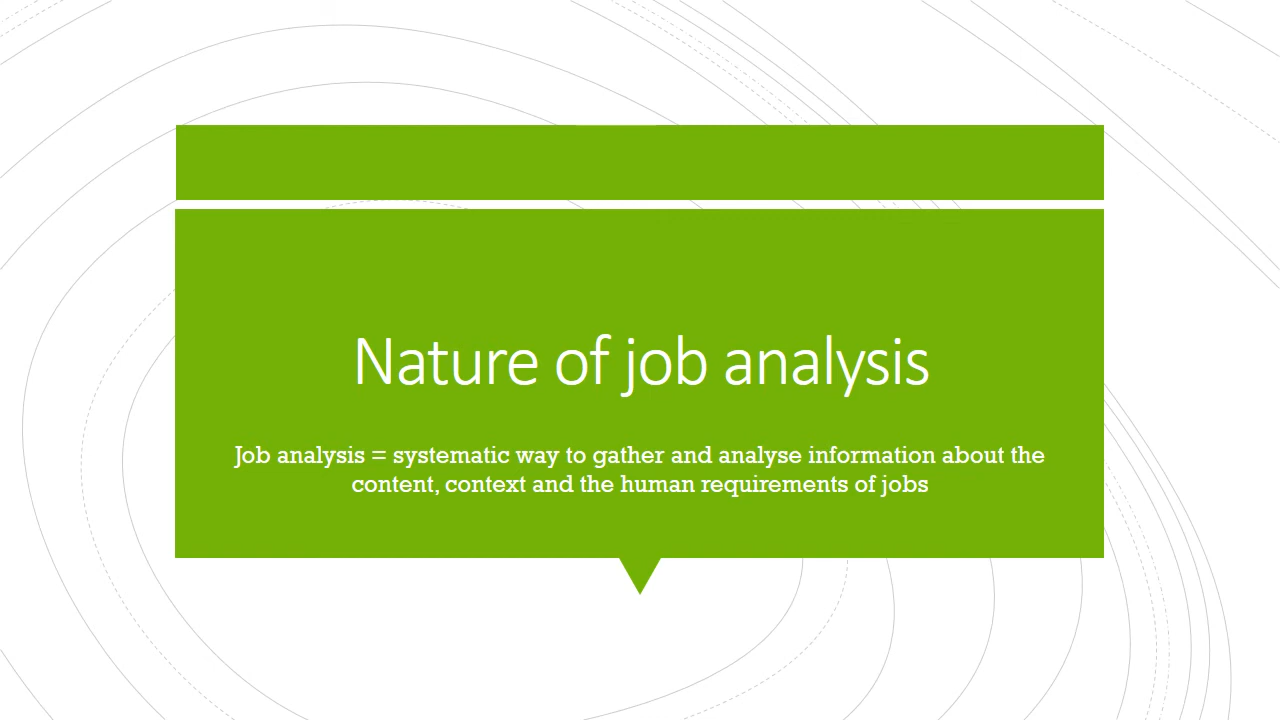 Nature of job analysis
Job analysis = systematic way to gather and analyse information about the
content, context and the human requirements of jobs